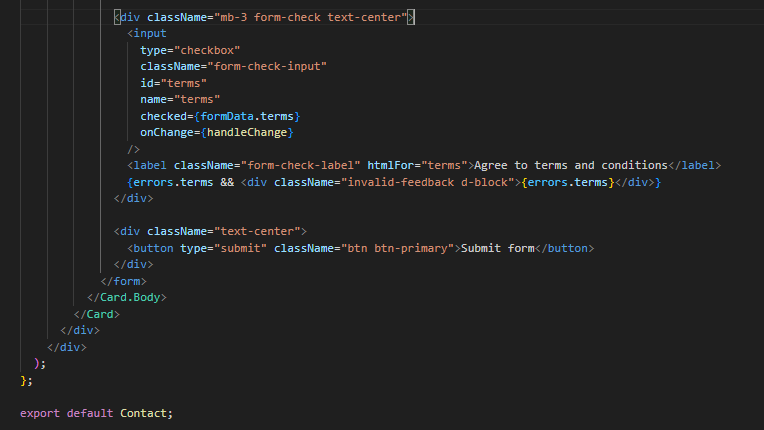 <div className="mb-3 form-check text-center">
<input
type="checkbox"
className="form-check-input"
id="terms"
name="terms"
checked={formData.terms}
onChange={handleChange}
/>
<label className="form-check-label" htmlFor="terms">Agree to terms and conditions</label>
{errors.terms && <div className="invalid-feedback d-block">{errors.terms}</div>}
</div>
<div className="text-center">
<button type="submit" className="btn btn-primary">Submit form</button>
</div>
</form>
</Card.Body>
</Card>
</div>
</div>
);
};
export default Contact;